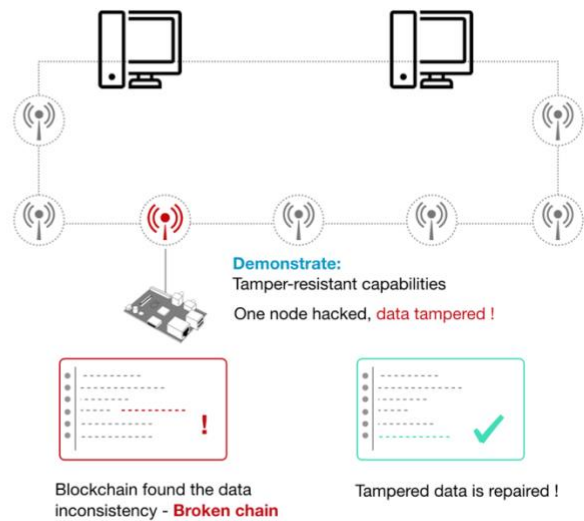 Demonstrate:
Tamper-resistant capabilities
One node hacked, data tampered !
!
Blockchain found the data
inconsistency - Broken chain
Tampered data is repaired !